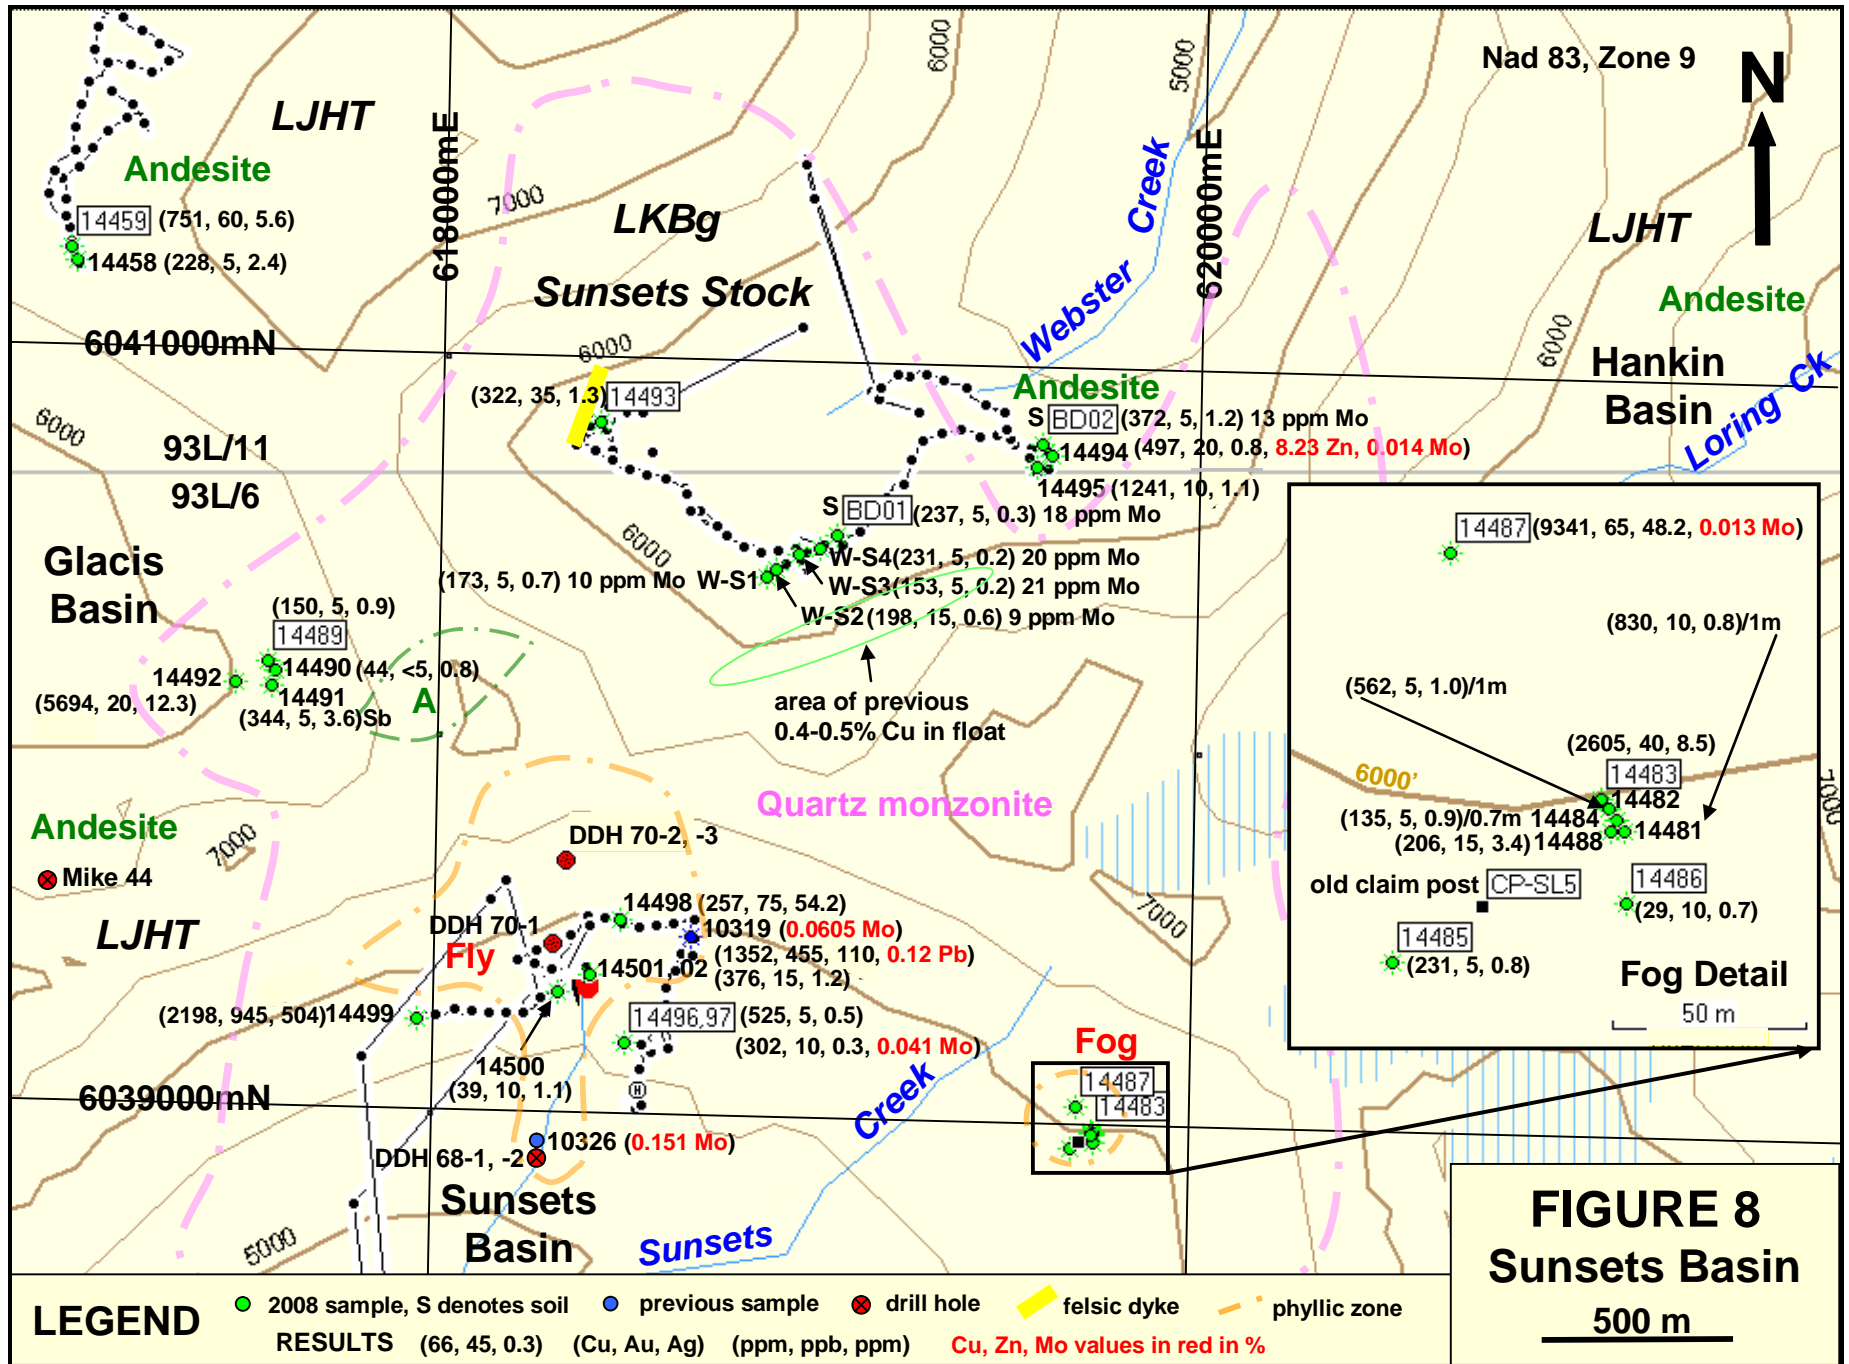 Nad 83, Zone 9
N
6000
5000
LJHT
Andesite
14459 (751, 60, 5.6)
14458 (228, 5, 2.4)
618000mE
7000
LKBg
Sunsets Stock
Webster Creek
620000mE
LJHT
Andesite
6041000mN
6000
(322, 35, 1.3) 14493
Andesite
S BD02 (372, 5, 1.2) 13 ppm Mo
14494 (497, 20, 0.8, 8.23 Zn, 0.014 Mo)
14495 (1241, 10, 1.1)
6000
Hankin
Basin
Loring Ck
6000
93L/11
93L/6
S BD01 (237, 5, 0.3) 18 ppm Mo
W-S4 (231, 5, 0.2) 20 ppm Mo
W-S3 (153, 5, 0.2) 21 ppm Mo
W-S2 (198, 15, 0.6) 9 ppm Mo
(173, 5, 0.7) 10 ppm Mo W-S1
6000
Glacis
Basin
(150, 5, 0.9)
14489
14490 (44, <5, 0.8)
14492
(5694, 20, 12.3)
14491
(344, 5, 3.6)Sb
A
area of previous
0.4-0.5% Cu in float
Quartz monzonite
Andesite
7000
Mike 44
LJHT
DDH 70-2, -3
DDH 70-1
Fly
14498 (257, 75, 54.2)
10319 (0.0605 Mo)
(1352, 455, 110, 0.12 Pb)
14501, 02
(376, 15, 1.2)
(2198, 945, 504) 14499
14496,97 (525, 5, 0.5)
(302, 10, 0.3, 0.041 Mo)
14500
(39, 10, 1.1)
H
7000
7000
6039000mN
10326 (0.151 Mo)
DDH 68-1, -2
Sunsets
Basin
5000
Sunsets Creek
Fog
14487
14483
14487 (9341, 65, 48.2, 0.013 Mo)
(830, 10, 0.8)/1m
(562, 5, 1.0)/1m
(2605, 40, 8.5)
14483
6000'
14482
(135, 5, 0.9)/0.7m 14484
14481
(206, 15, 3.4) 14488
old claim post CP-SL5
14486
(29, 10, 0.7)
14485
(231, 5, 0.8)
Fog Detail
50 m
FIGURE 8
Sunsets Basin
500 m
LEGEND
2008 sample, S denotes soil
previous sample
drill hole
felsic dyke
phyllic zone
RESULTS (66, 45, 0.3) (Cu, Au, Ag) (ppm, ppb, ppm) Cu, Zn, Mo values in red in %